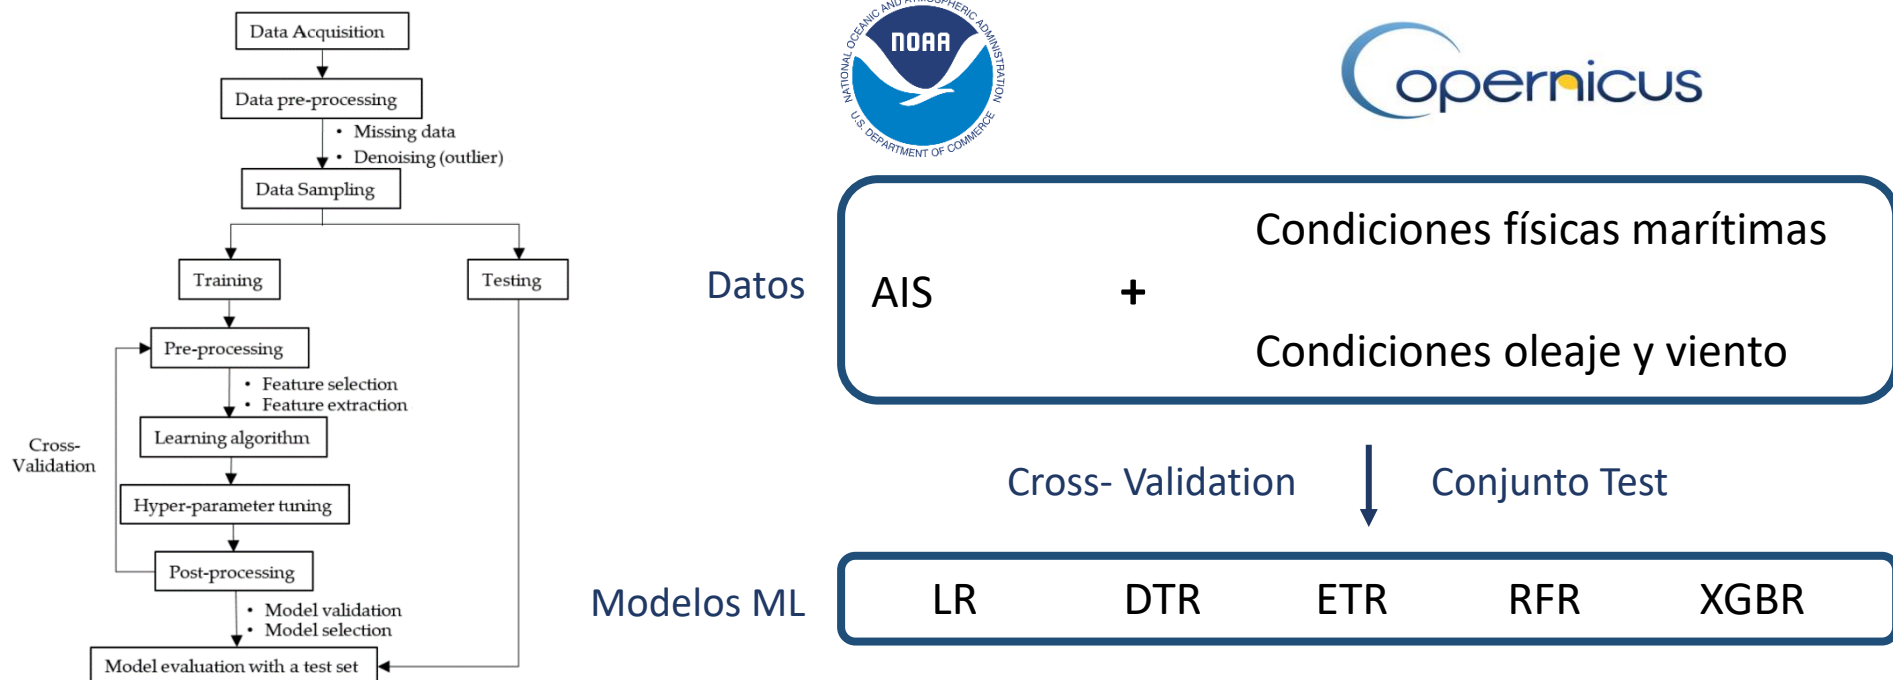 Data Acquisition
Data pre-processing
• Missing data
• Denoising (outlier)
Data Sampling
Training
Testing
Pre-processing
• Feature selection
• Feature extraction
Learning algorithm
Cross-
Validation
Hyper-parameter tuning
Post-processing
• Model validation
• Model selection
Model evaluation with a test set
NATIONAL OCEANIC AND ATMOSPHERIC ADMINISTRATION
NOAA
U.S. DEPARTMENT OF COMMERCE
Copernicus
Datos
AIS
+
Condiciones físicas marítimas
Condiciones oleaje y viento
Cross- Validation
Conjunto Test
Modelos ML
LR DTR ETR RFR XGBR